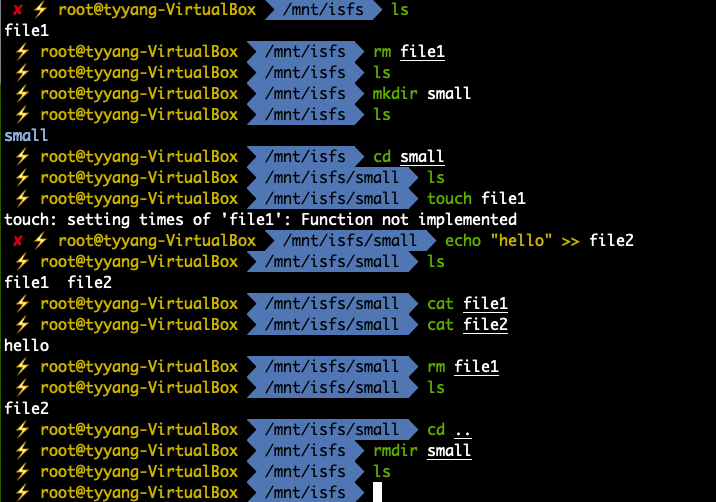 ✘ ⚡ root@tyyang-VirtualBox /mnt/isfs ls
file1
⚡ root@tyyang-VirtualBox /mnt/isfs rm file1
⚡ root@tyyang-VirtualBox /mnt/isfs ls
⚡ root@tyyang-VirtualBox /mnt/isfs mkdir small
⚡ root@tyyang-VirtualBox /mnt/isfs ls
small
⚡ root@tyyang-VirtualBox /mnt/isfs cd small
⚡ root@tyyang-VirtualBox /mnt/isfs/small ls
⚡ root@tyyang-VirtualBox /mnt/isfs/small touch file1
touch: setting times of 'file1': Function not implemented
✘ ⚡ root@tyyang-VirtualBox /mnt/isfs/small echo "hello" >> file2
⚡ root@tyyang-VirtualBox /mnt/isfs/small ls
file1  file2
⚡ root@tyyang-VirtualBox /mnt/isfs/small cat file1
⚡ root@tyyang-VirtualBox /mnt/isfs/small cat file2
hello
⚡ root@tyyang-VirtualBox /mnt/isfs/small rm file1
⚡ root@tyyang-VirtualBox /mnt/isfs/small ls
file2
⚡ root@tyyang-VirtualBox /mnt/isfs/small cd ..
⚡ root@tyyang-VirtualBox /mnt/isfs rmdir small
⚡ root@tyyang-VirtualBox /mnt/isfs ls
⚡ root@tyyang-VirtualBox /mnt/isfs